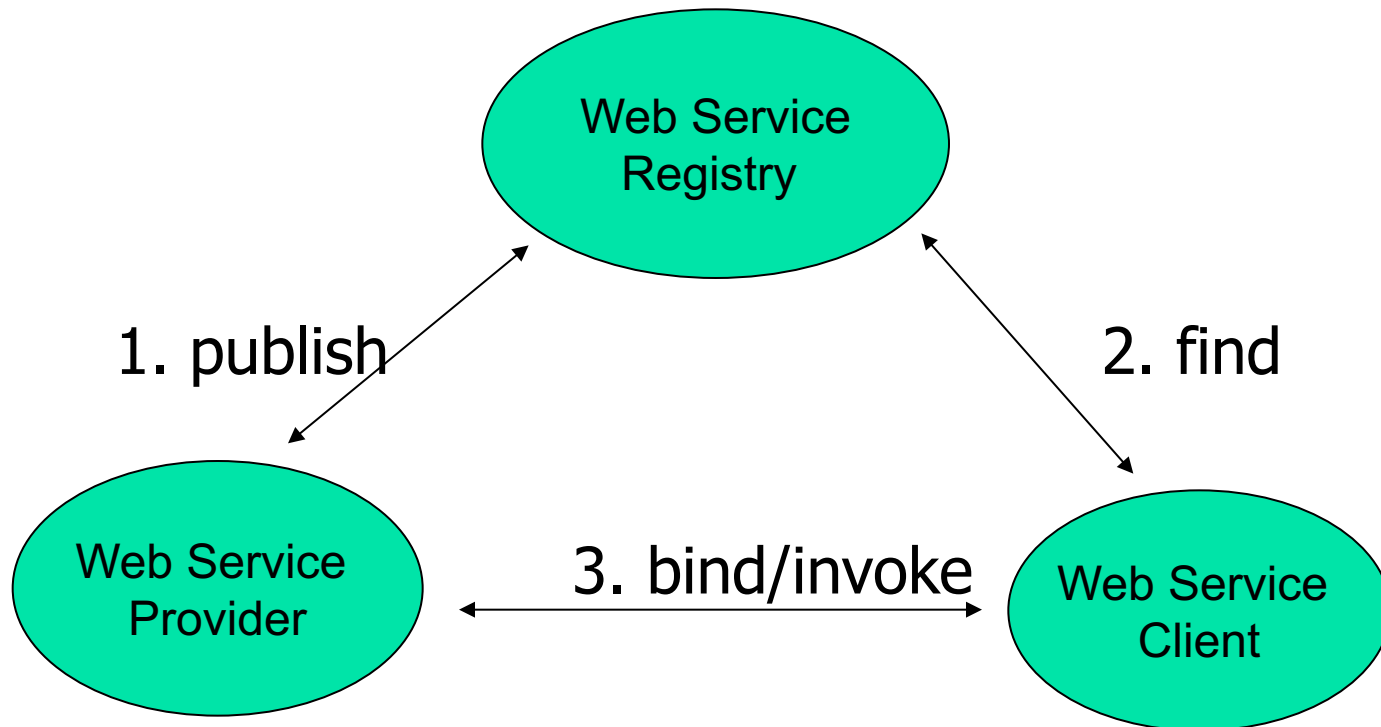 Web Service
Registry
1. publish
2. find
Web Service
Provider
3. bind/invoke
Web Service
Client